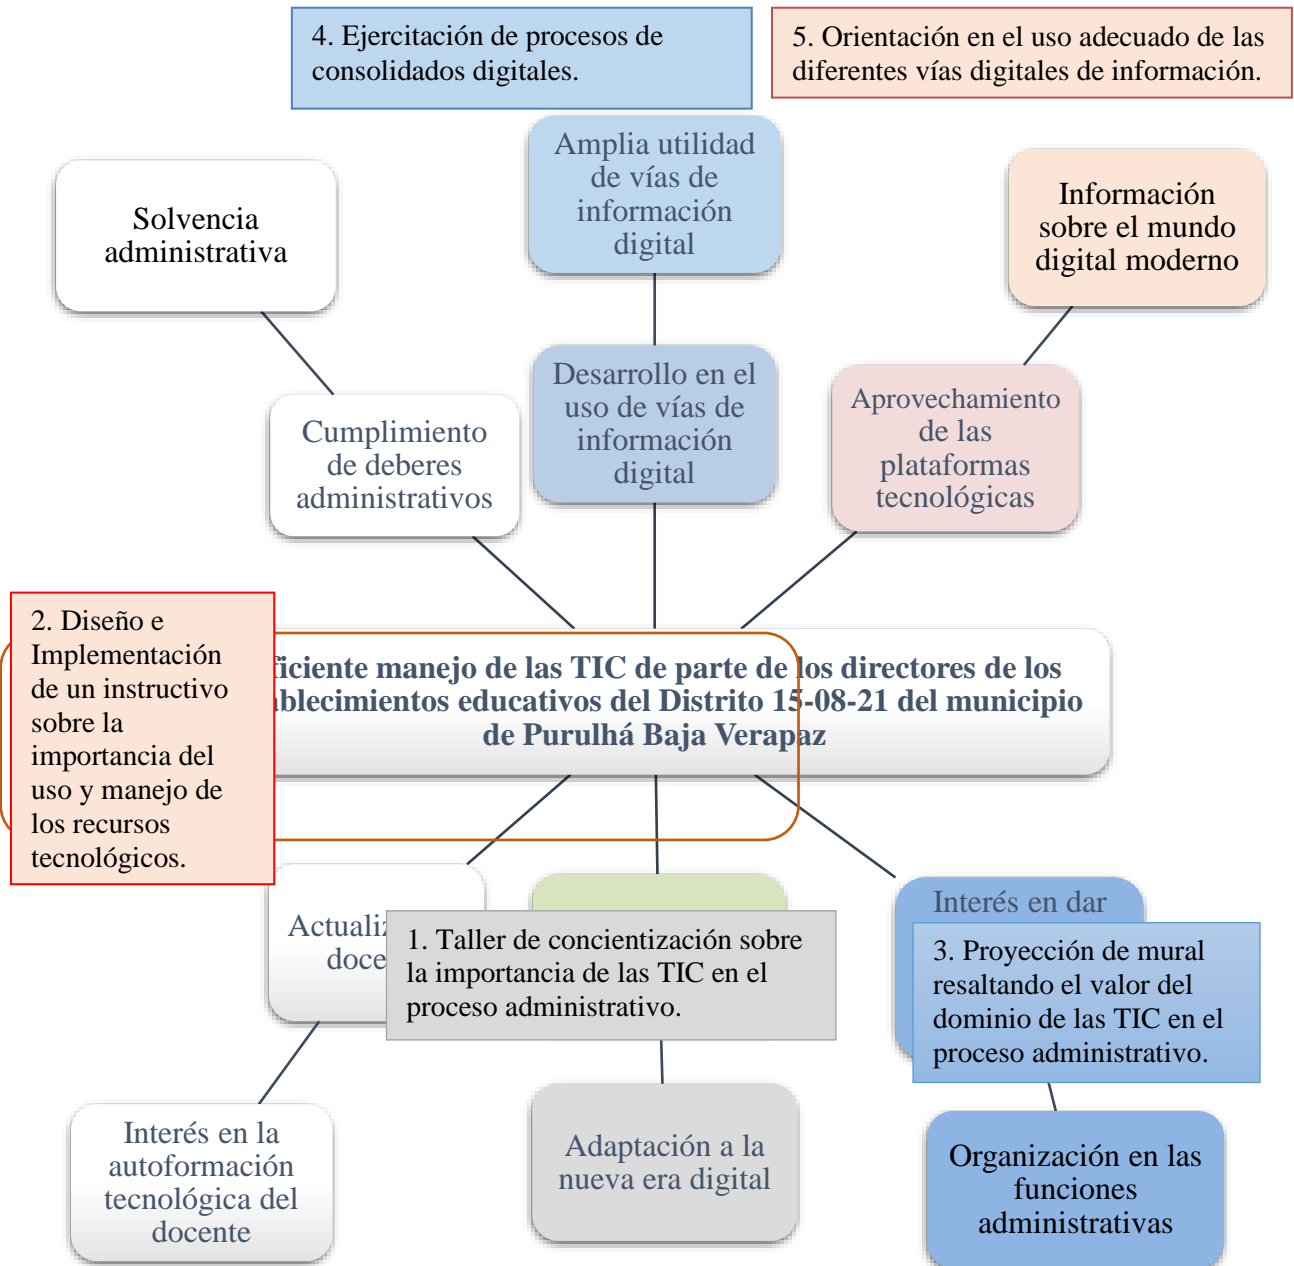 4. Ejercitación de procesos de
consolidados digitales.
5. Orientación en el uso adecuado de las
diferentes vías digitales de información.
Amplia utilidad
de vías de
información
digital
Solvencia
administrativa
Información
sobre el mundo
digital moderno
Desarrollo en el
uso de vías de
información
digital
Cumplimiento
de deberes
administrativos
Aprovechamiento
de las
plataformas
tecnológicas
2. Diseño e
Implementación
de un instructivo
sobre la
importancia del
uso y manejo de
los recursos
tecnológicos.
ficiente manejo de las TIC de parte de los directores de los
ablecimientos educativos del Distrito 15-08-21 del municipio
de Purulhá Baja Verapaz
Actualiz
doce
1. Taller de concientización sobre
la importancia de las TIC en el
proceso administrativo.
Interés en dar
3. Proyección de mural
resaltando el valor del
dominio de las TIC en el
proceso administrativo.
Interés en la
autoformación
tecnológica del
docente
Adaptación a la
nueva era digital
Organización en las
funciones
administrativas